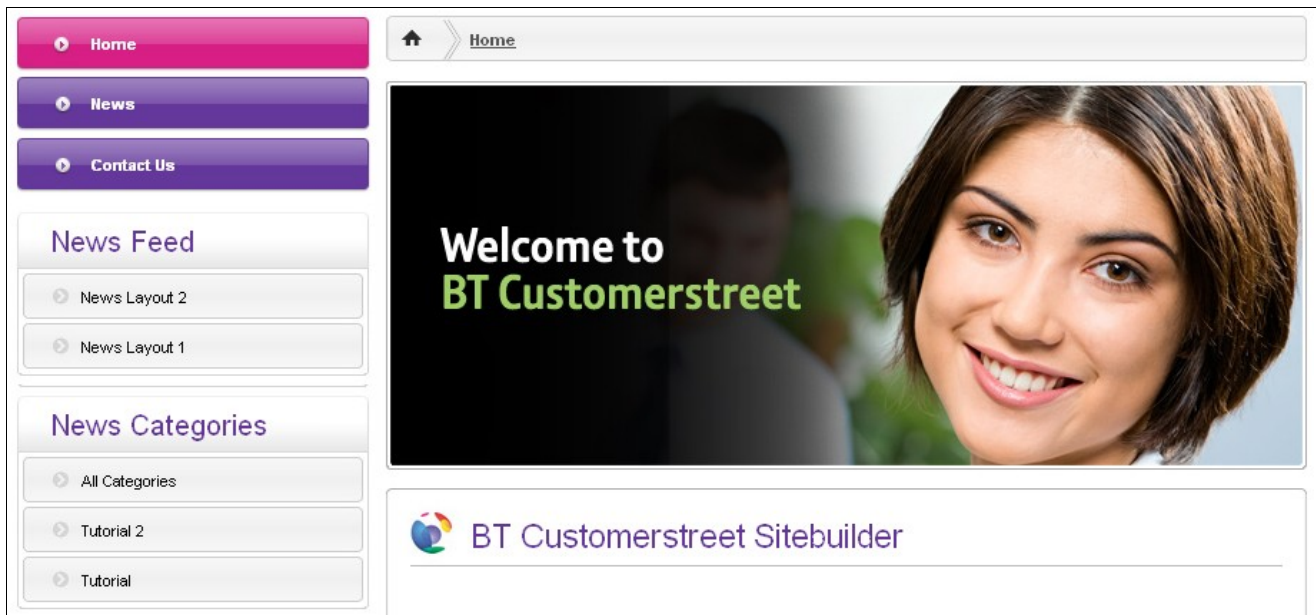 Home
News
Contact Us
News Feed
News Layout 2
News Layout 1
News Categories
All Categories
Tutorial 2
Tutorial
Home
Welcome to
BT Customerstreet
BT Customerstreet Sitebuilder